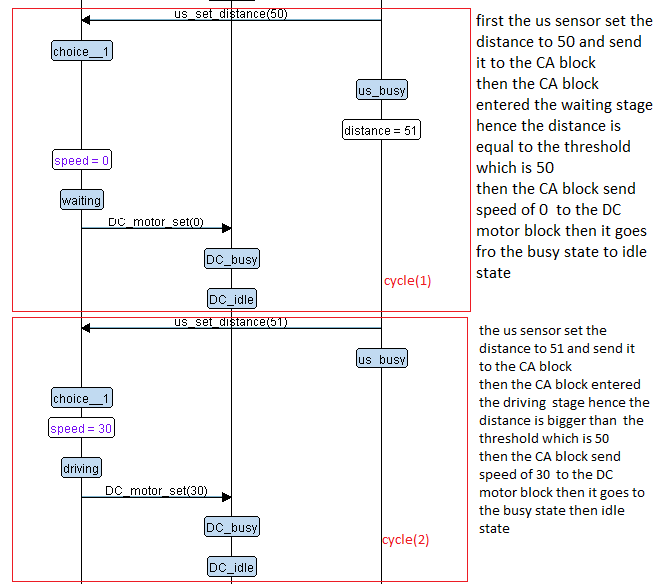 us_set_distance(50)
choice__1
us_busy
distance = 51
speed = 0
waiting
DC_motor_set(0)
DC_busy
cycle(1)
DC_idle
first the us sensor set the
distance to 50 and send
it to the CA block
then the CA block
entered the waiting stage
hence the distance is
equal to the threshold
which is 50
then the CA block send
speed of 0 to the DC
motor block then it goes
fro the busy state to idle
state
us_set_distance(51)
us_busy
choice__1
speed = 30
driving
DC_motor_set(30)
DC_busy
cycle(2)
DC_idle
the us sensor set the
distance to 51 and send it
to the CA block
then the CA block entered
the driving stage hence the
distance is bigger than the
threshold which is 50
then the CA block send
speed of 30 to the DC
motor block then it goes to
the busy state then idle
state